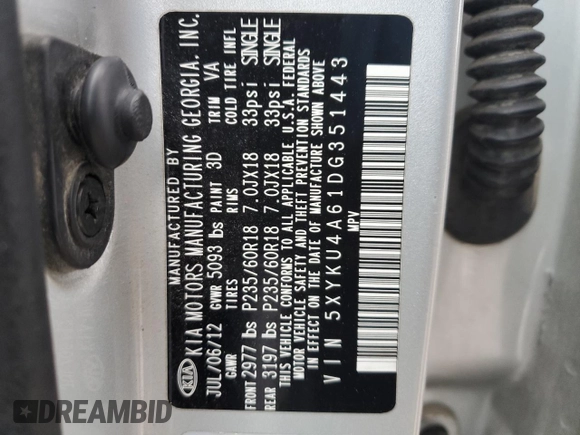 KIA
MANUFACTURED BY
KIA MOTORS MANUFACTURING GEORGIA, INC.
JUL/06/12 GVWR 5093 lbs PAINT 3D TRIM VA
GAWR TIRES RIMS COLD TIRE INFL
FRONT 2977 lbs P235/60R18 7.0JX18 33psi SINGLE
REAR 3197 lbs P235/60R18 7.0JX18 33psi SINGLE
THIS VEHICLE CONFORMS TO ALL APPLICABLE U.S.A. FEDERAL
MOTOR VEHICLE SAFETY AND THEFT PREVENTION STANDARDS
IN EFFECT ON THE DATE OF MANUFACTURE SHOWN ABOVE
VIN 5XYKU4A61DG351443
MPV
DREAMBID